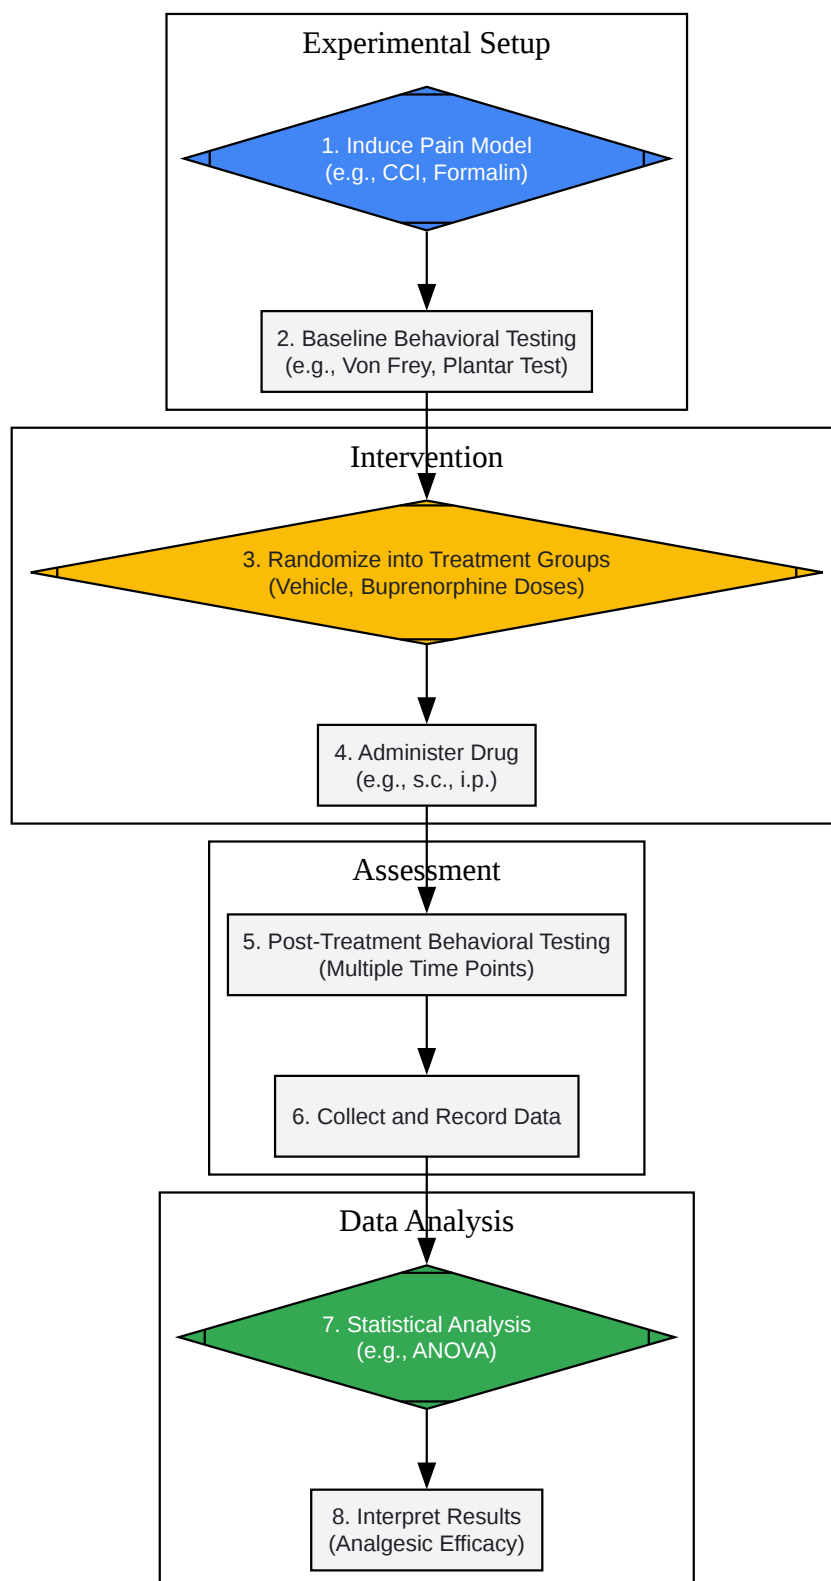 Experimental Setup
1. Induce Pain Model
(e.g., CCI, Formalin)
2. Baseline Behavioral Testing
(e.g., Von Frey, Plantar Test)
Intervention
3. Randomize into Treatment Groups
(Vehicle, Buprenorphine Doses)
4. Administer Drug
(e.g., s.c., i.p.)
Assessment
5. Post-Treatment Behavioral Testing
(Multiple Time Points)
6. Collect and Record Data
Data Analysis
7. Statistical Analysis
(e.g., ANOVA)
8. Interpret Results
(Analgesic Efficacy)